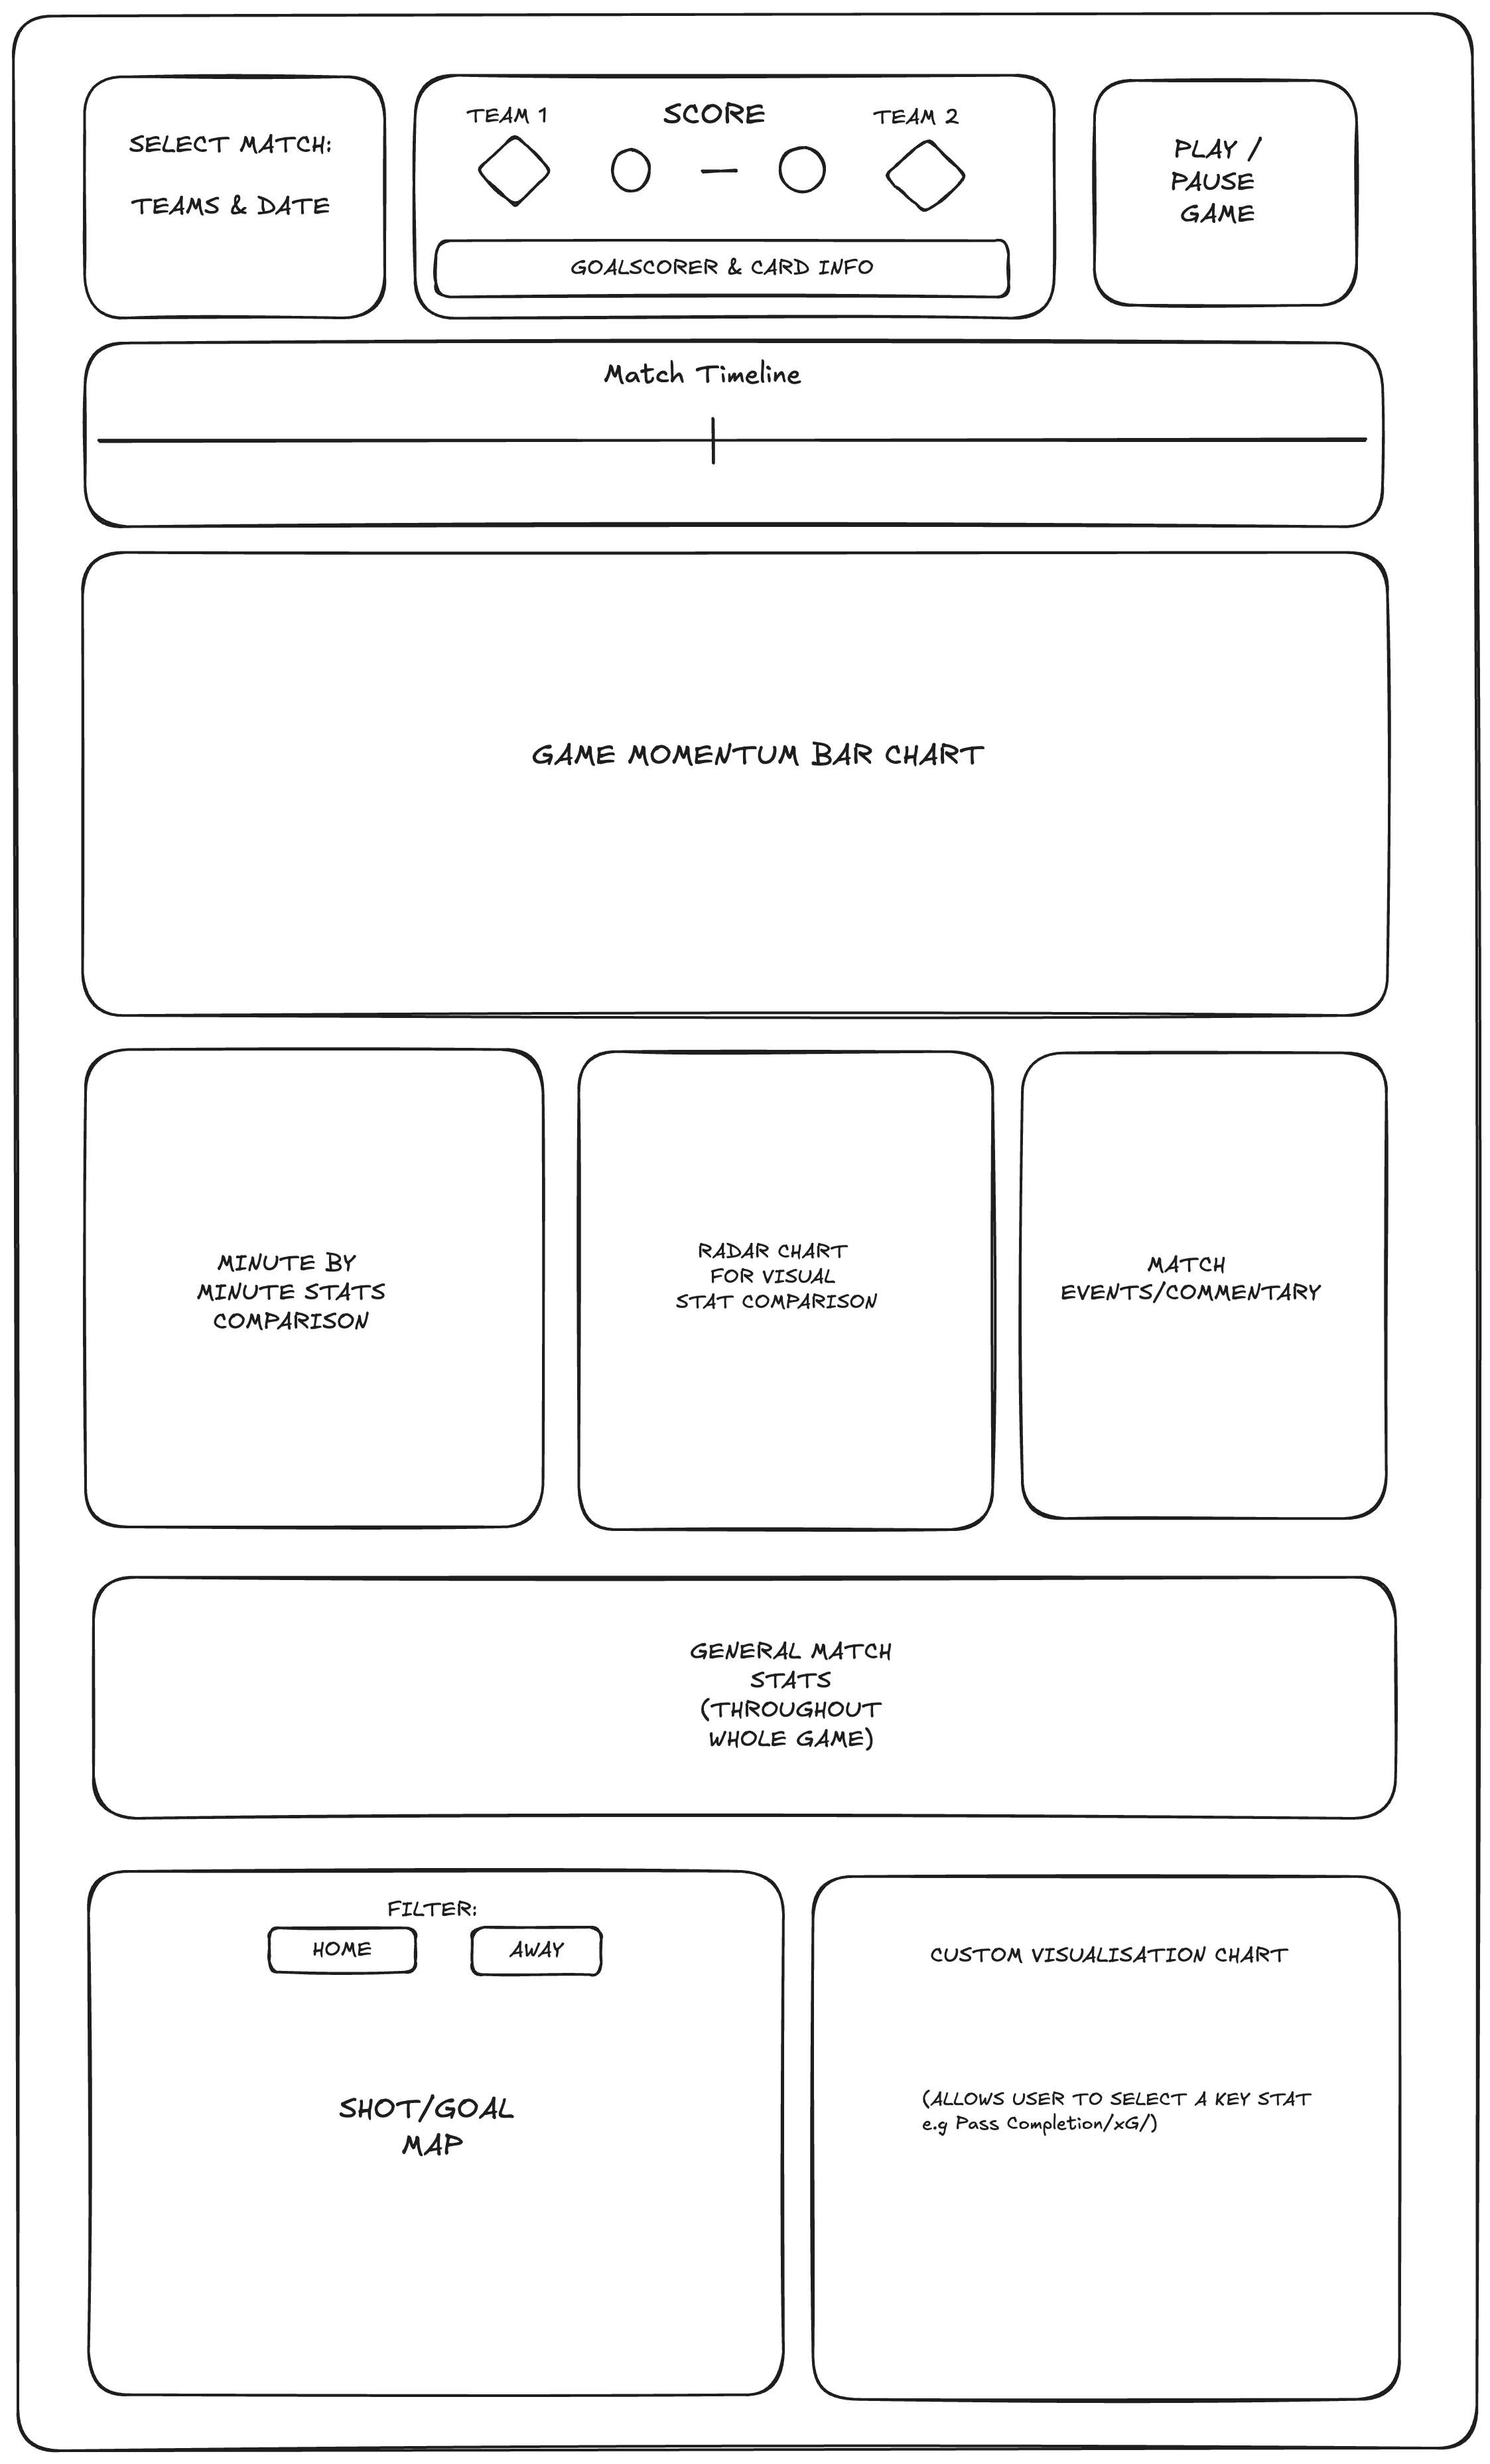 SELECT MATCH:
TEAMS & DATE
TEAM 1
SCORE
TEAM 2
GOALSCORER & CARD INFO
PLAY /
PAUSE
GAME
Match Timeline
GAME MOMENTUM BAR CHART
MINUTE BY
MINUTE STATS
COMPARISON
RADAR CHART
FOR VISUAL
STAT COMPARISON
MATCH
EVENTS/COMMENTARY
GENERAL MATCH
STATS
(THROUGHOUT
WHOLE GAME)
FILTER:
HOME
AWAY
SHOT/GOAL
MAP
CUSTOM VISUALISATION CHART
(ALLOWS USER TO SELECT A KEY STAT
e.g Pass Completion/xG/)